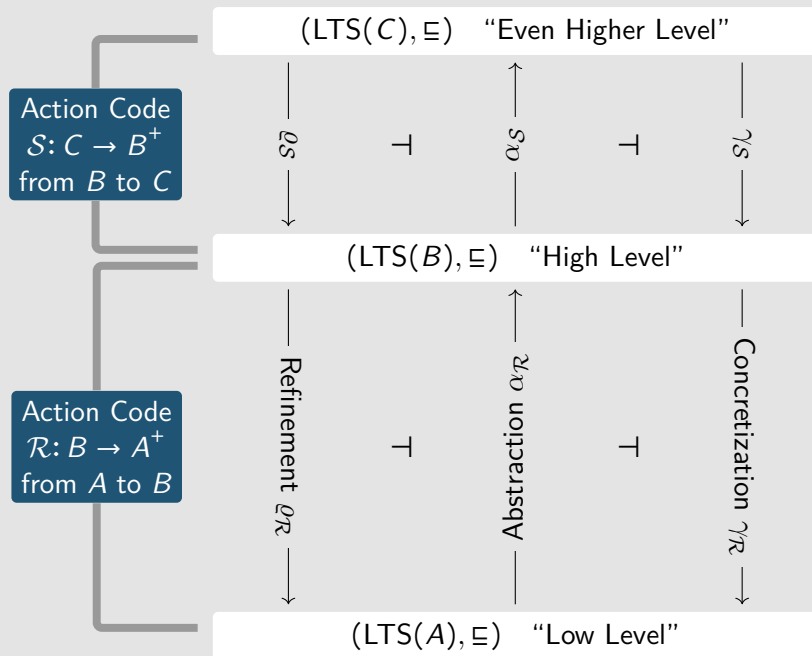 (LTS(C), ⊑) “Even Higher Level”
Action Code
𝒮: C → B⁺
from B to C
ϱ_𝒮
⊣
α_𝒮
⊣
γ_𝒮
(LTS(B), ⊑) “High Level”
Action Code
ℛ: B → A⁺
from A to B
Refinement ϱ_ℛ
⊣
Abstraction α_ℛ
⊣
Concretization γ_ℛ
(LTS(A), ⊑) “Low Level”